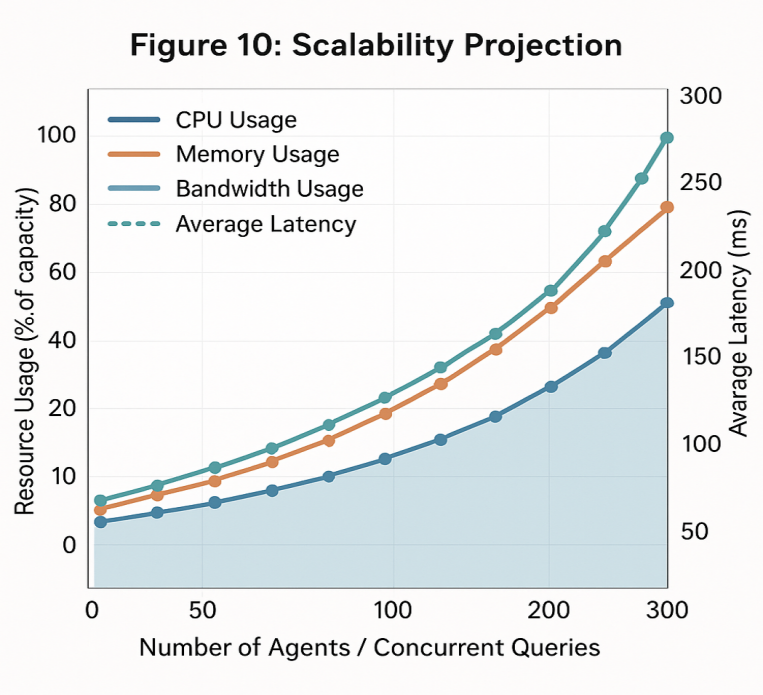 Figure 10: Scalability Projection
CPU Usage
Memory Usage
Bandwidth Usage
Average Latency
Resource Usage (%.of capacity)
100
80
60
40
20
10
0
300
250
200
150
100
50
Avarage Latency (ms)
0 50 100 200 300
Number of Agents / Concurrent Queries